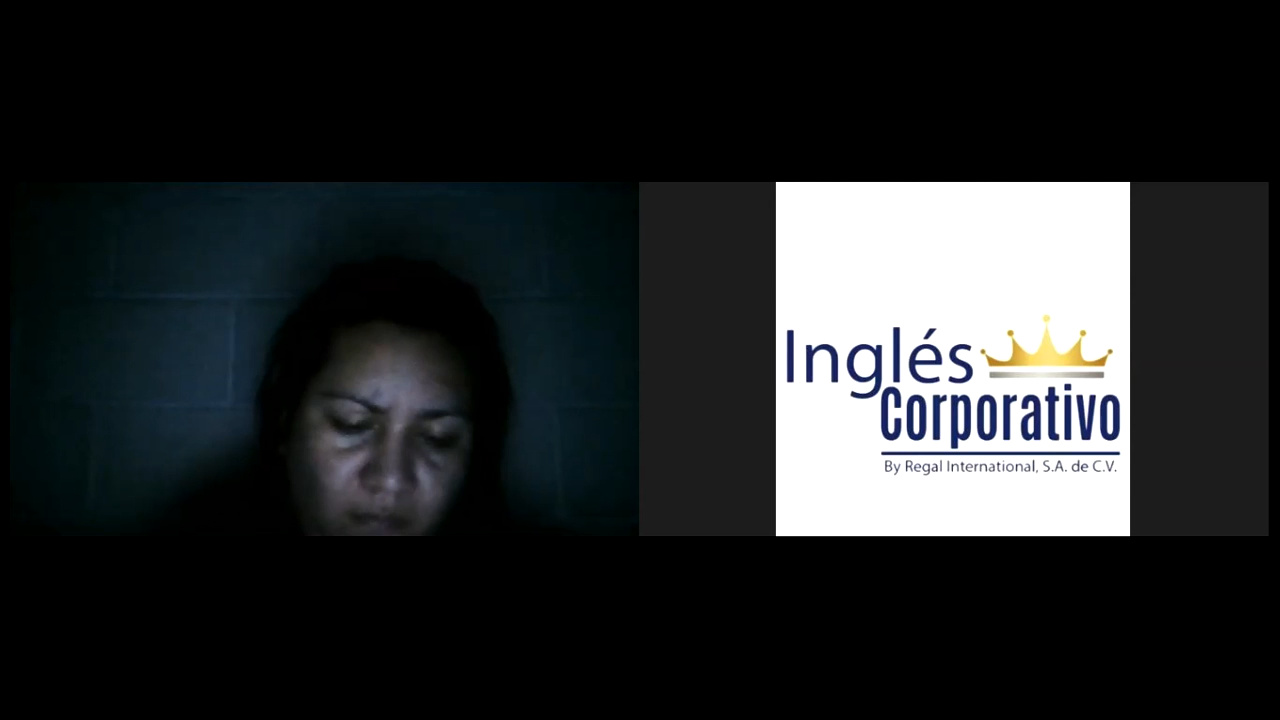 Inglés
Corporativo
By Regal International, S.A. de C.V.